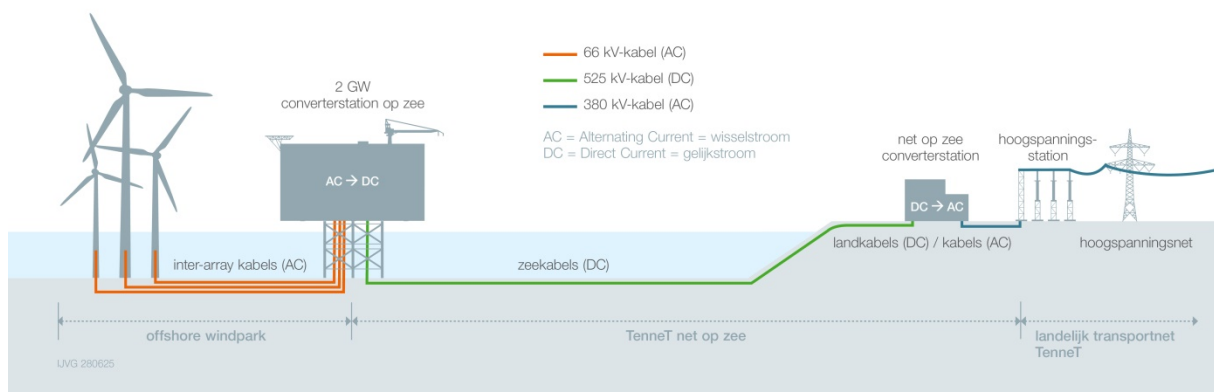 66 kV-kabel (AC)
525 kV-kabel (DC)
380 kV-kabel (AC)
AC = Alternating Current = wisselstroom
DC = Direct Current = gelijkstroom
2 GW
converterstation op zee
AC → DC
net op zee
converterstation
hoogspannings-
station
DC → AC
inter-array kabels (AC)
zeekabels (DC)
landkabels (DC) / kabels (AC)
hoogspanningsnet
offshore windpark
TenneT net op zee
landelijk transportnet
TenneT
IJVG 280625